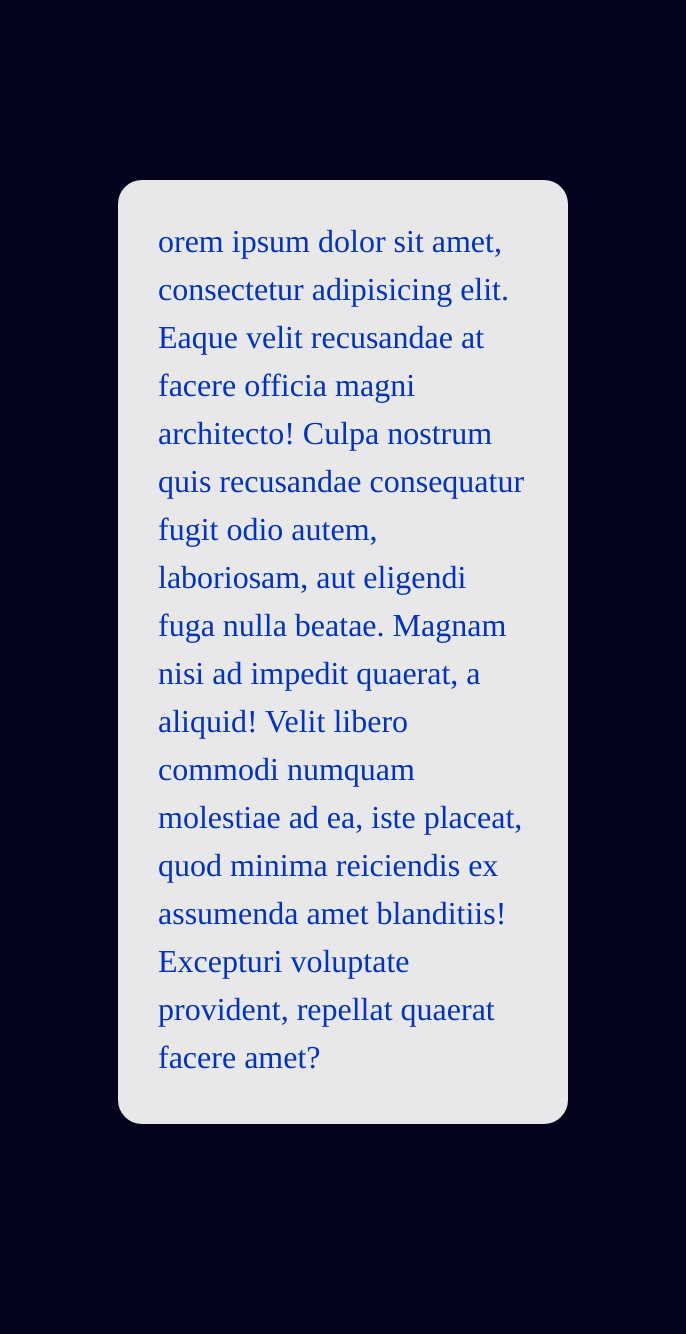 orem ipsum dolor sit amet,
consectetur adipisicing elit.
Eaque velit recusandae at
facere officia magni
architecto! Culpa nostrum
quis recusandae consequatur
fugit odio autem,
laboriosam, aut eligendi
fuga nulla beatae. Magnam
nisi ad impedit quaerat, a
aliquid! Velit libero
commodi numquam
molestiae ad ea, iste placeat,
quod minima reiciendis ex
assumenda amet blanditiis!
Excepturi voluptate
provident, repellat quaerat
facere amet?